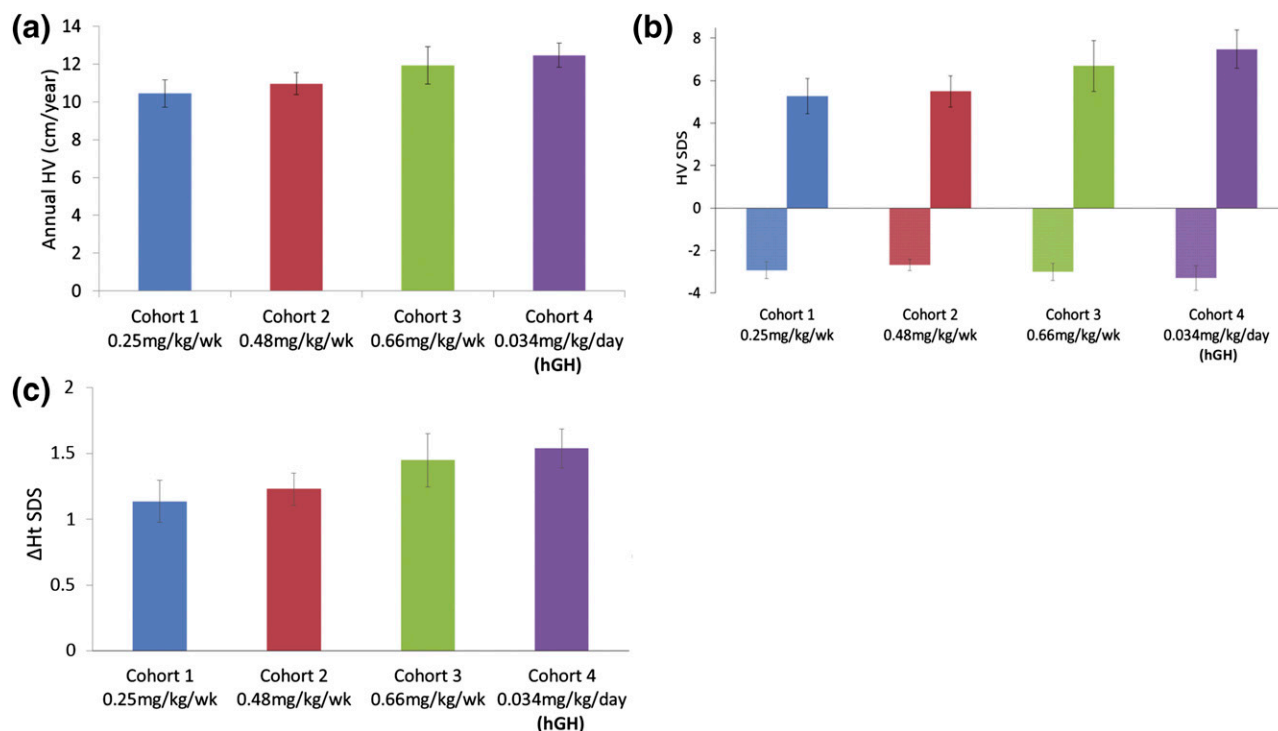 (a)
14
12
10
8
6
4
2
0
Annual HV (cm/year)
Cohort 1 Cohort 2 Cohort 3 Cohort 4
0.25mg/kg/wk 0.48mg/kg/wk 0.66mg/kg/wk 0.034mg/kg/day
(hGH)
(b)
8
6
4
2
0
-2
-4
HV SDS
Cohort 1 Cohort 2 Cohort 3 Cohort 4
0.25mg/kg/wk 0.48mg/kg/wk 0.66mg/kg/wk 0.034mg/kg/day
(hGH)
(c)
2
1.5
1
0.5
0
ΔHt SDS
Cohort 1 Cohort 2 Cohort 3 Cohort 4
0.25mg/kg/wk 0.48mg/kg/wk 0.66mg/kg/wk 0.034mg/kg/day
(hGH)